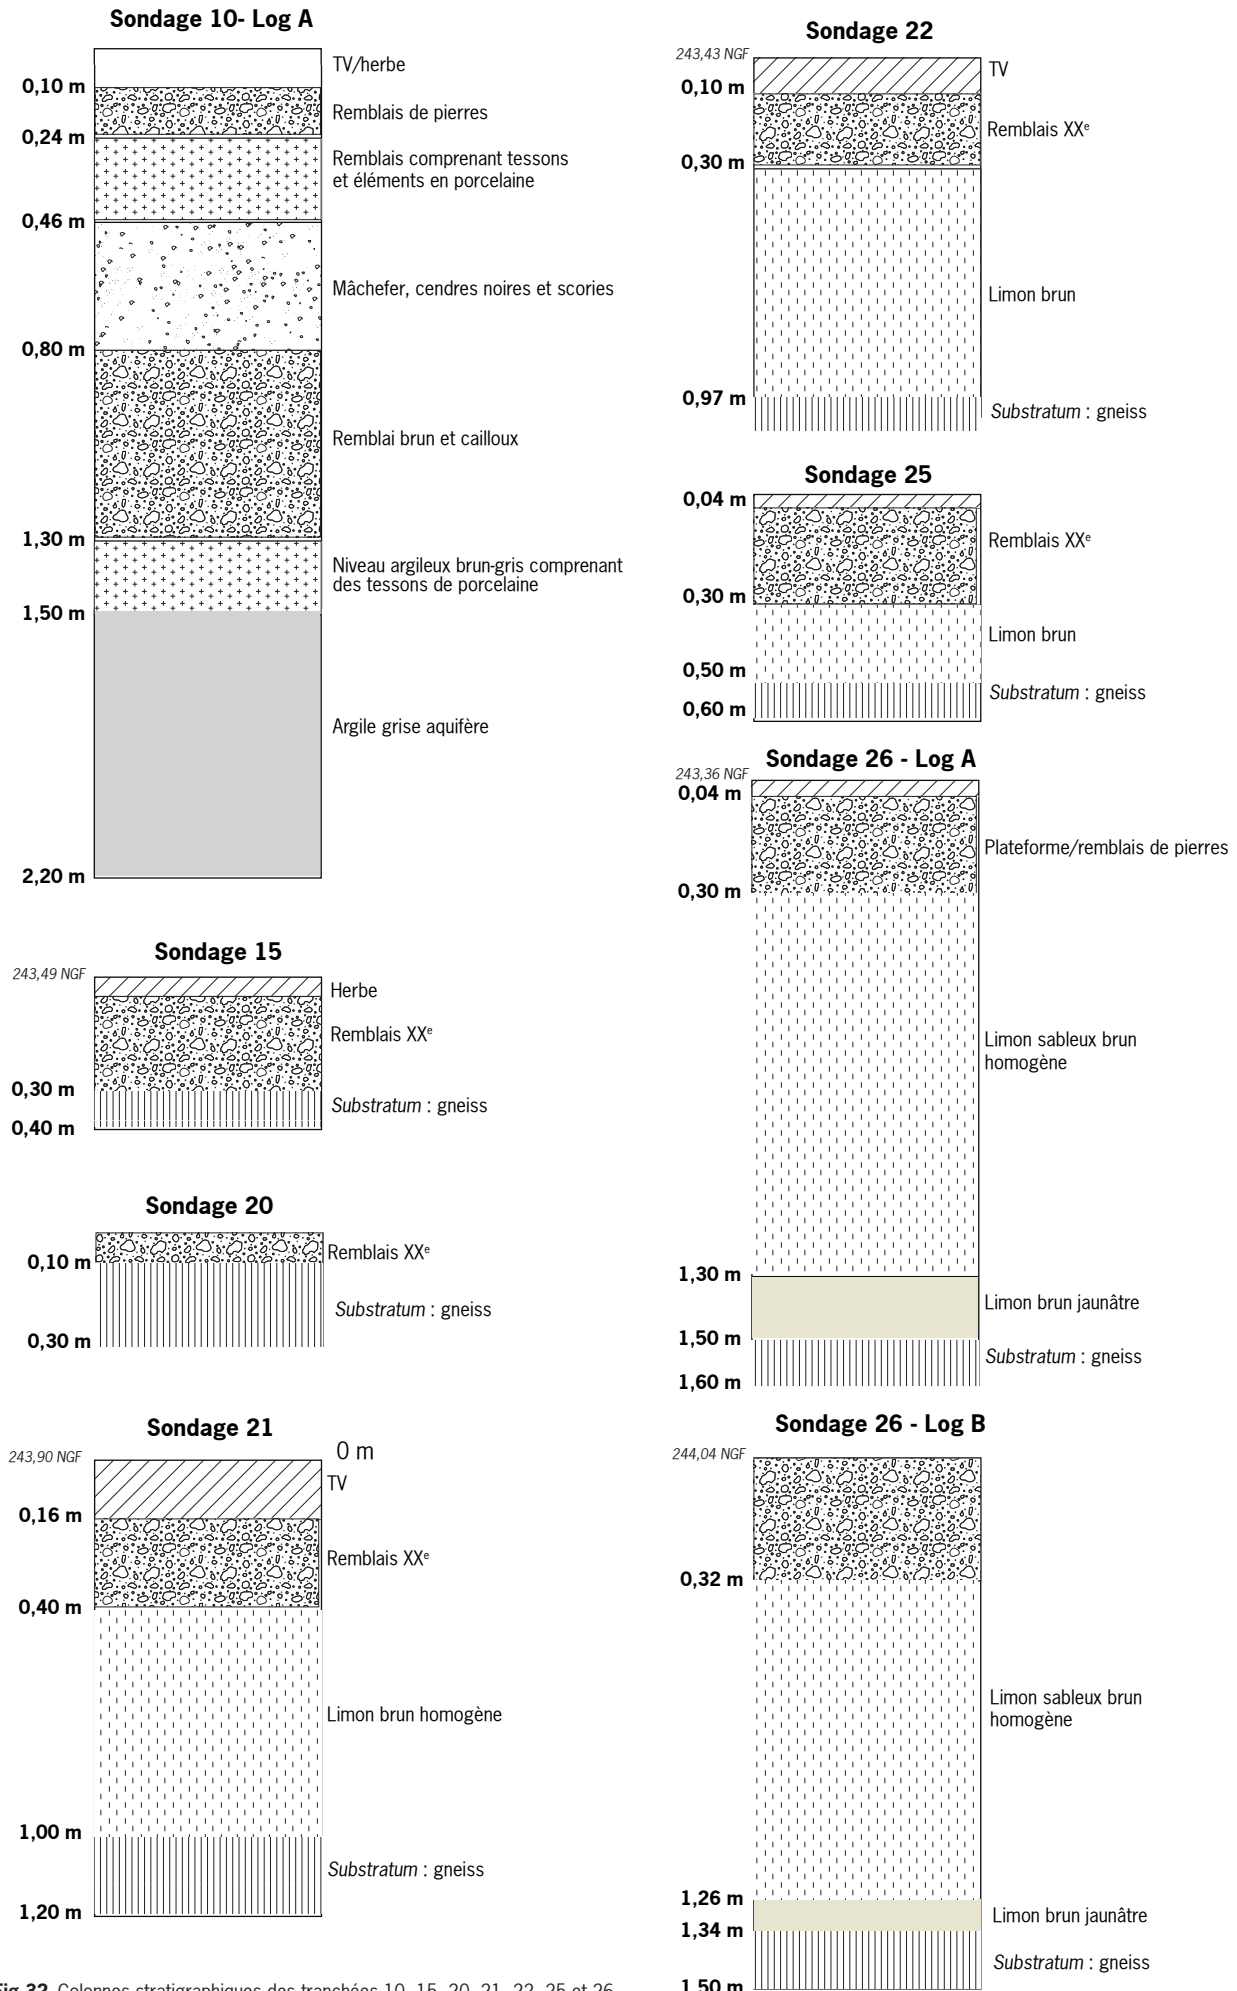 Sondage 10- Log A
TV/herbe
0,10 m
Remblais de pierres
0,24 m
Remblais comprenant tessons
et éléments en porcelaine
0,46 m
Mâchefer, cendres noires et scories
0,80 m
Remblai brun et cailloux
1,30 m
Niveau argileux brun-gris comprenant
des tessons de porcelaine
1,50 m
Argile grise aquifère
2,20 m
Sondage 15
243,49 NGF
Herbe
Remblais XXe
0,30 m
Substratum : gneiss
0,40 m
Sondage 20
Remblais XXe
0,10 m
Substratum : gneiss
0,30 m
Sondage 21
243,90 NGF
0 m
TV
0,16 m
Remblais XXe
0,40 m
Limon brun homogène
1,00 m
Substratum : gneiss
1,20 m
Sondage 22
243,43 NGF
TV
0,10 m
Remblais XXe
0,30 m
Limon brun
0,97 m
Substratum : gneiss
Sondage 25
0,04 m
Remblais XXe
0,30 m
Limon brun
0,50 m
Substratum : gneiss
0,60 m
Sondage 26 - Log A
243,36 NGF
0,04 m
Plateforme/remblais de pierres
0,30 m
Limon sableux brun
homogène
1,30 m
Limon brun jaunâtre
1,50 m
Substratum : gneiss
1,60 m
Sondage 26 - Log B
244,04 NGF
0,32 m
Limon sableux brun
homogène
1,26 m
Limon brun jaunâtre
1,34 m
Substratum : gneiss
1,50 m
Fig.32 Colonnes stratigraphiques des tranchées 10, 15, 20, 21, 22, 25 et 26